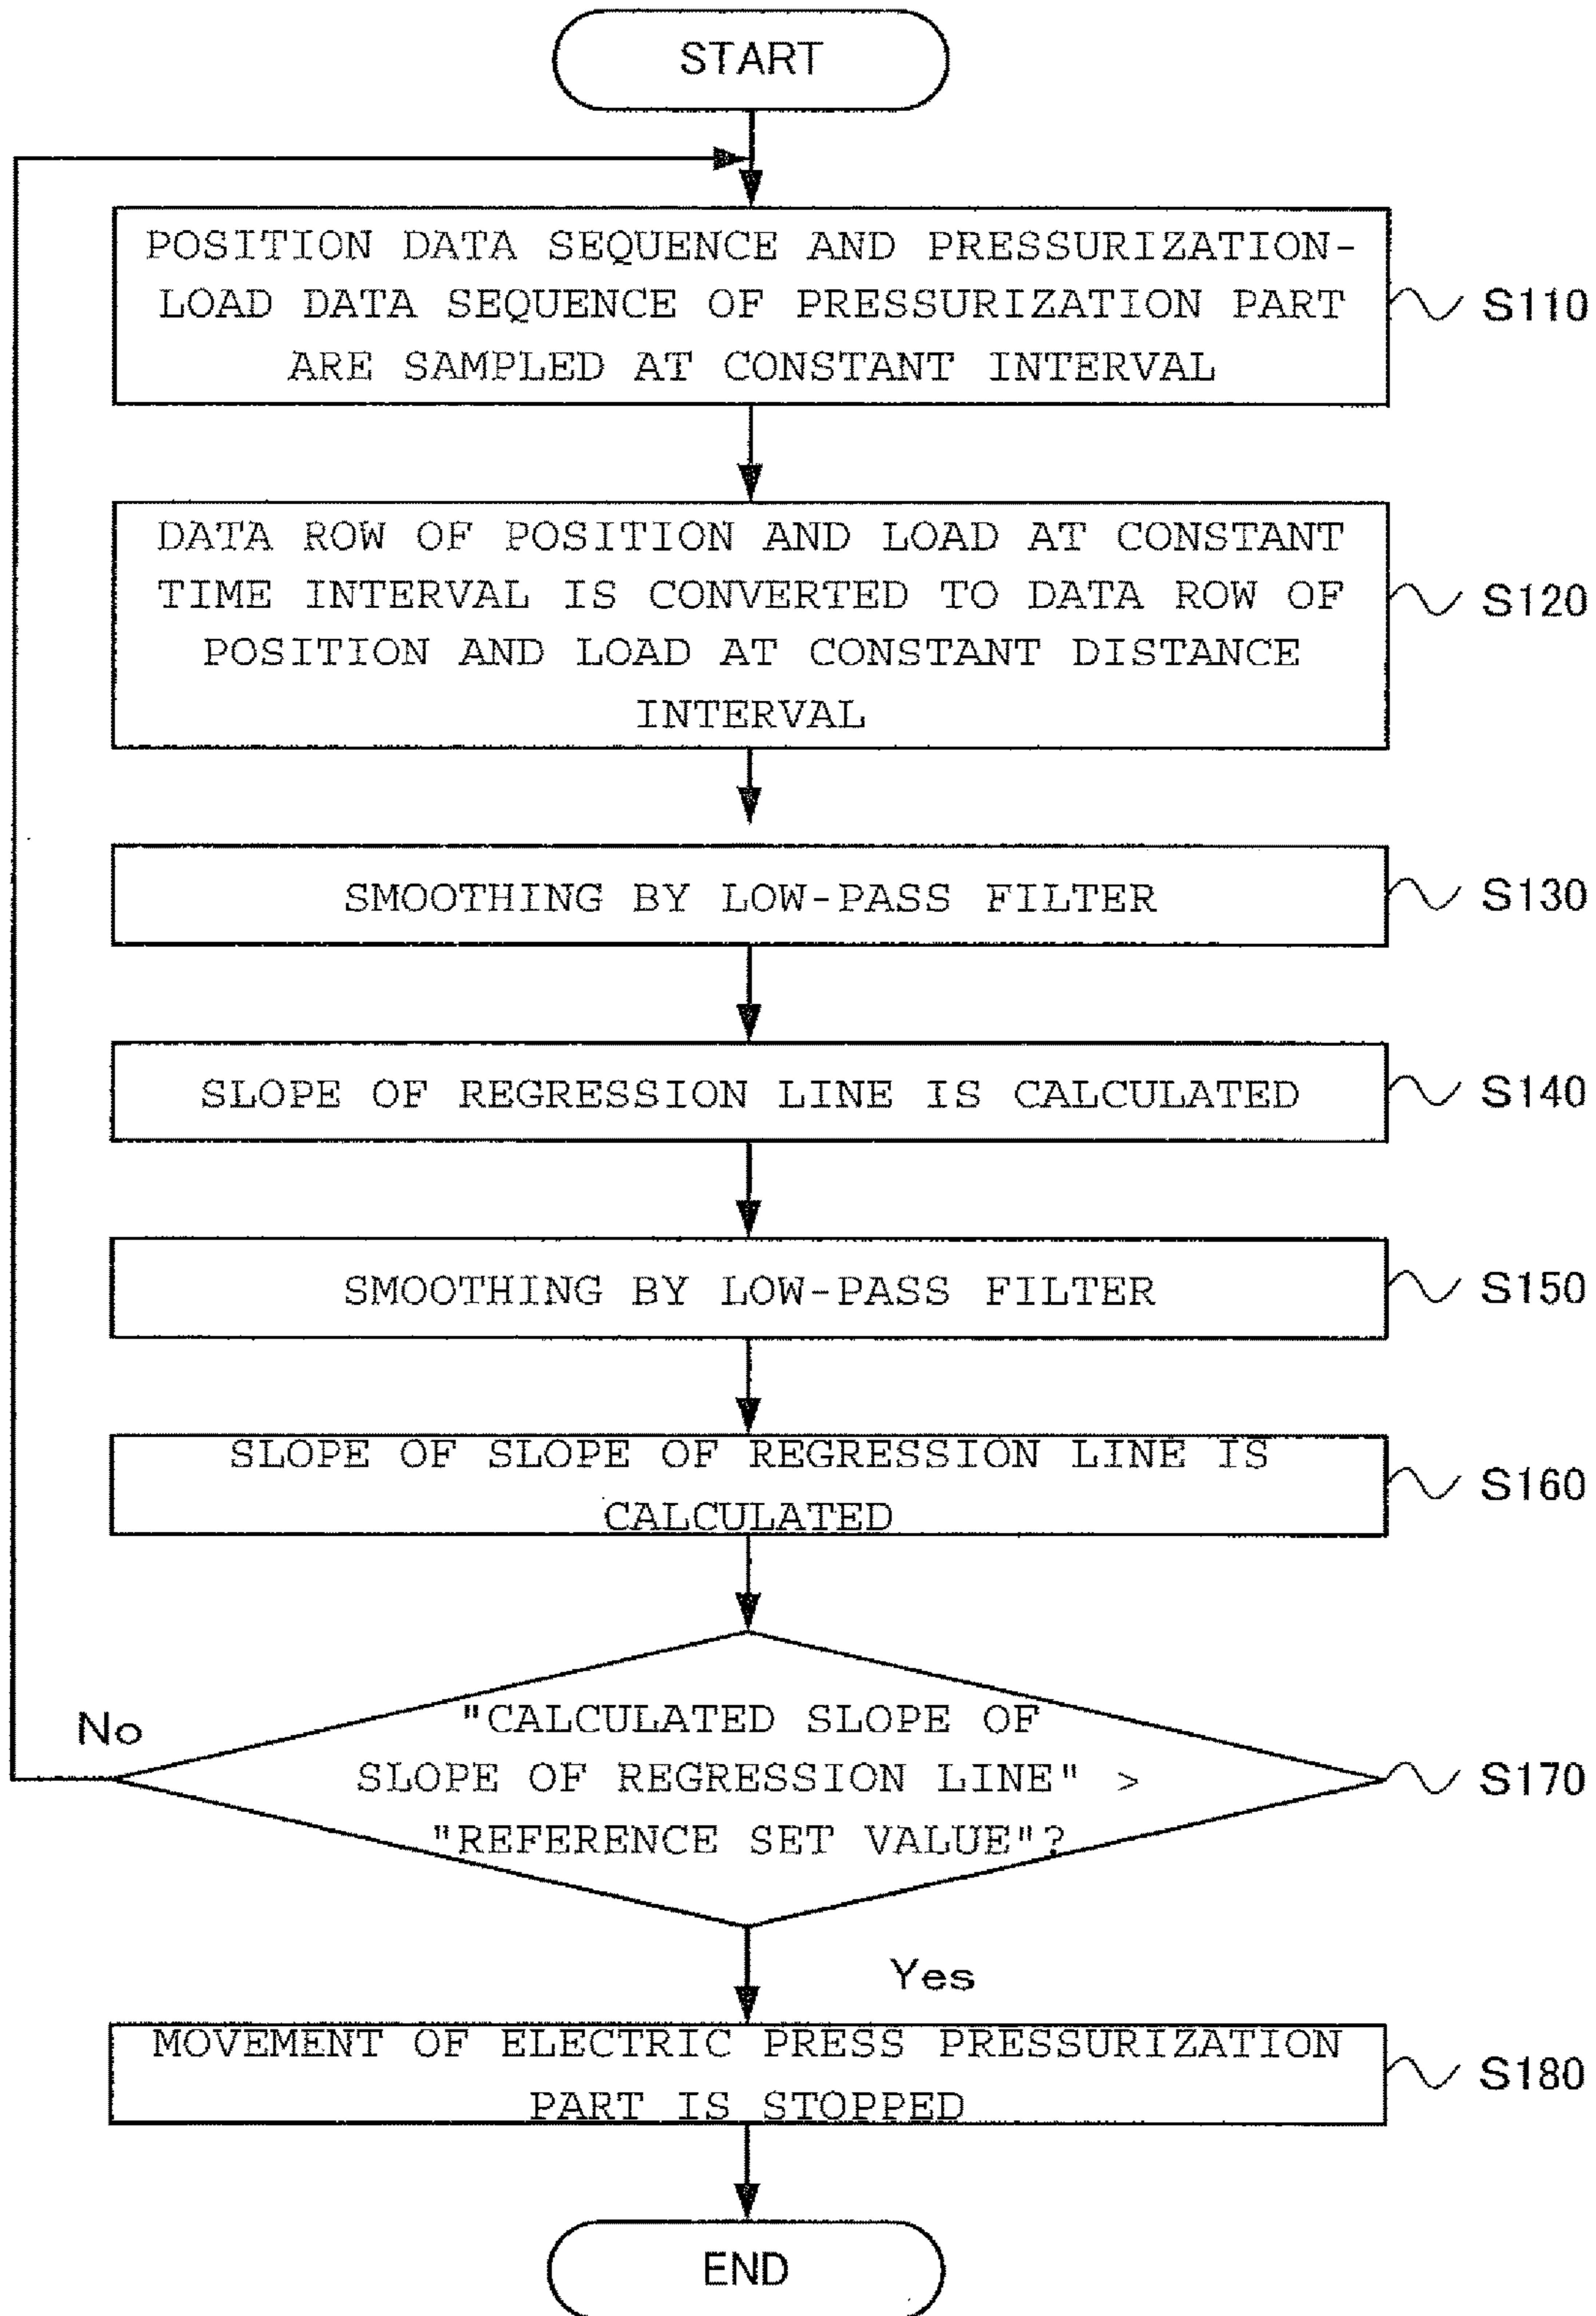 START
POSITION DATA SEQUENCE AND PRESSURIZATION-
LOAD DATA SEQUENCE OF PRESSURIZATION PART
ARE SAMPLED AT CONSTANT INTERVAL
S110
DATA ROW OF POSITION AND LOAD AT CONSTANT
TIME INTERVAL IS CONVERTED TO DATA ROW OF
POSITION AND LOAD AT CONSTANT DISTANCE
INTERVAL
S120
SMOOTHING BY LOW-PASS FILTER
S130
SLOPE OF REGRESSION LINE IS CALCULATED
S140
SMOOTHING BY LOW-PASS FILTER
S150
SLOPE OF SLOPE OF REGRESSION LINE IS
CALCULATED
S160
No
"CALCULATED SLOPE OF
SLOPE OF REGRESSION LINE" >
"REFERENCE SET VALUE"?
S170
Yes
MOVEMENT OF ELECTRIC PRESS PRESSURIZATION
PART IS STOPPED
S180
END